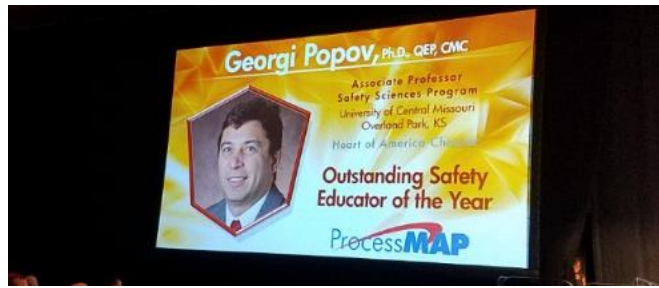 Georgi Popov, Ph.D., QEP, CMC
Associate Professor
Safety Sciences Program
University of Central Missouri
Overland Park, KS
Heart of America Chapter
Outstanding Safety
Educator of the Year
ProcessMAP